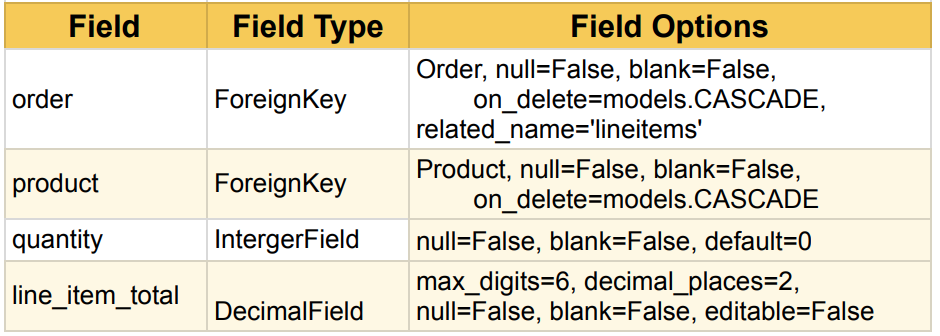 Field Field Type Field Options
order ForeignKey Order, null=False, blank=False,
on_delete=models.CASCADE,
related_name='lineitems'
product ForeignKey Product, null=False, blank=False,
on_delete=models.CASCADE
quantity IntergerField null=False, blank=False, default=0
line_item_total DecimalField max_digits=6, decimal_places=2,
null=False, blank=False, editable=False